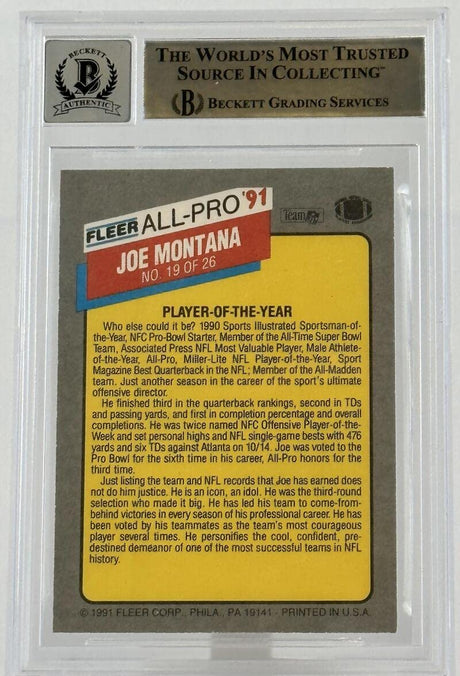 BECKETT
B
AUTHENTIC
THE WORLD'S MOST TRUSTED
SOURCE IN COLLECTING™
B BECKETT GRADING SERVICES
FLEER ALL-PRO '91
JOE MONTANA
NO. 19 OF 26
Team NFL
PLAYER-OF-THE-YEAR
Who else could it be? 1990 Sports Illustrated Sportsman-of-
the-Year, NFC Pro-Bowl Starter, Member of the All-Time Super Bowl
Team, Associated Press NFL Most Valuable Player, Male Athlete-
of-the-Year, All-Pro, Miller-Lite NFL Player-of-the-Year, Sport
Magazine Best Quarterback in the NFL; Member of the All-Madden
team. Just another season in the career of the sport's ultimate
offensive director.
He finished third in the quarterback rankings, second in TDs
and passing yards, and first in completion percentage and overall
completions. He was twice named NFC Offensive Player-of-the-
Week and set personal highs and NFL single-game bests with 476
yards and six TDs against Atlanta on 10/14. Joe was voted to the
Pro Bowl for the sixth time in his career, All-Pro honors for the
third time.
Just listing the team and NFL records that Joe has earned does
not do him justice. He is an icon, an idol. He was the third-round
selection who made it big. He has led his team to come-from-
behind victories in every season of his professional career. He has
been voted by his teammates as the team's most courageous
player several times. He personifies the cool, confident, pre-
destined demeanor of one of the most successful teams in NFL
history.
© 1991 FLEER CORP., PHILA., PA 19141 - PRINTED IN U.S.A.